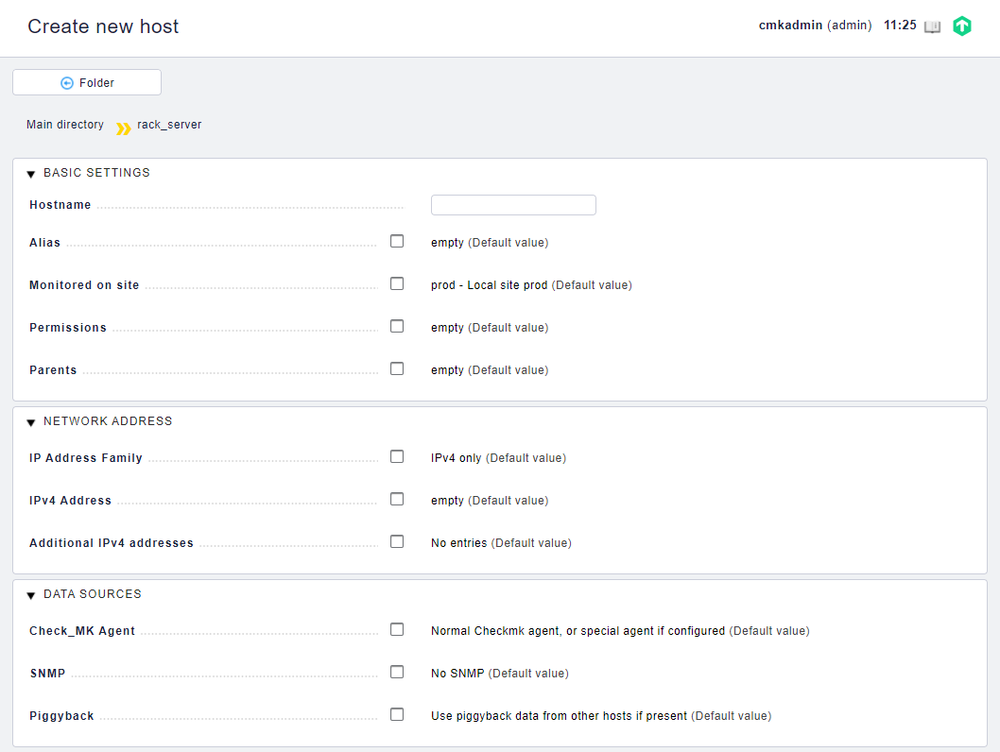 Create new host
cmkadmin (admin) 11:25
Folder
Main directory rack_server
BASIC SETTINGS
Hostname
Alias empty (Default value)
Monitored on site prod - Local site prod (Default value)
Permissions empty (Default value)
Parents empty (Default value)
NETWORK ADDRESS
IP Address Family IPv4 only (Default value)
IPv4 Address empty (Default value)
Additional IPv4 addresses No entries (Default value)
DATA SOURCES
Check_MK Agent Normal Checkmk agent, or special agent if configured (Default value)
SNMP No SNMP (Default value)
Piggyback Use piggyback data from other hosts if present (Default value)